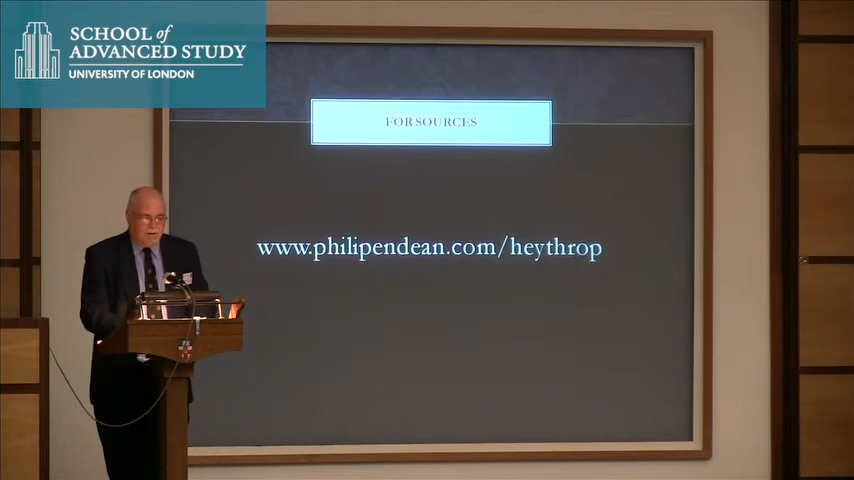 SCHOOL of
ADVANCED STUDY
UNIVERSITY OF LONDON
FOR SOURCES
www.philipendean.com/heythrop